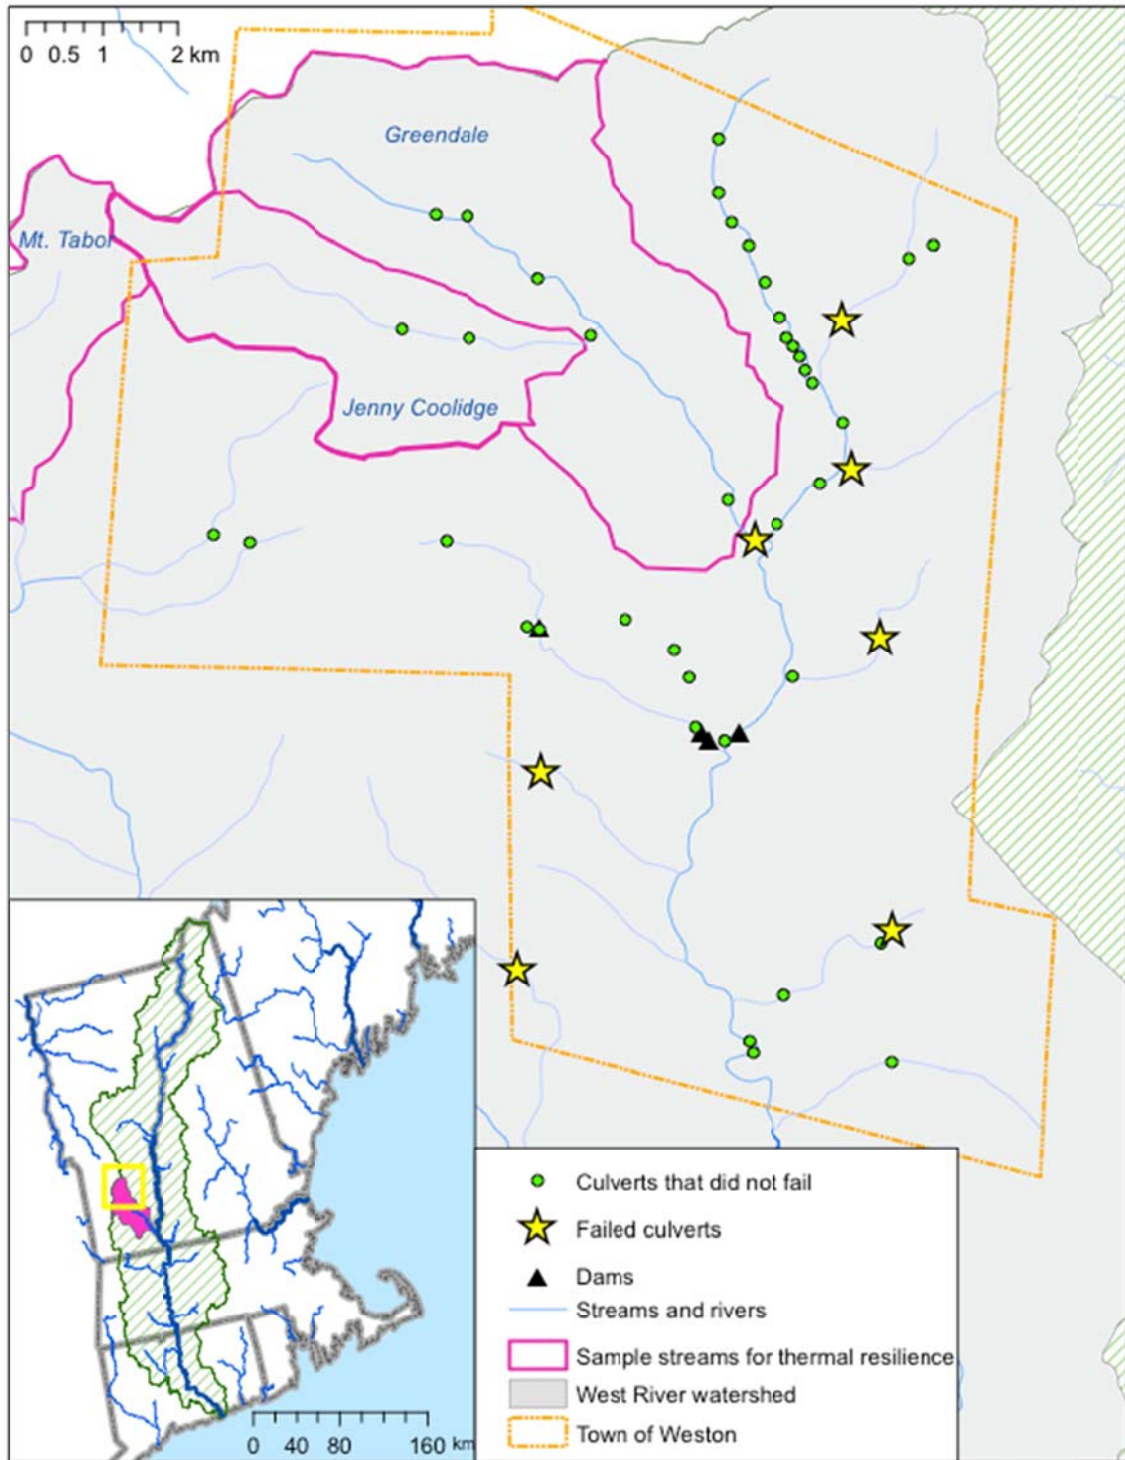 0 0.5 1 2 km
Greendale
Mt. Tabor
Jenny Coolidge
Culverts that did not fail
Failed culverts
Dams
Streams and rivers
Sample streams for thermal resilience
West River watershed
Town of Weston
0 40 80 160 km